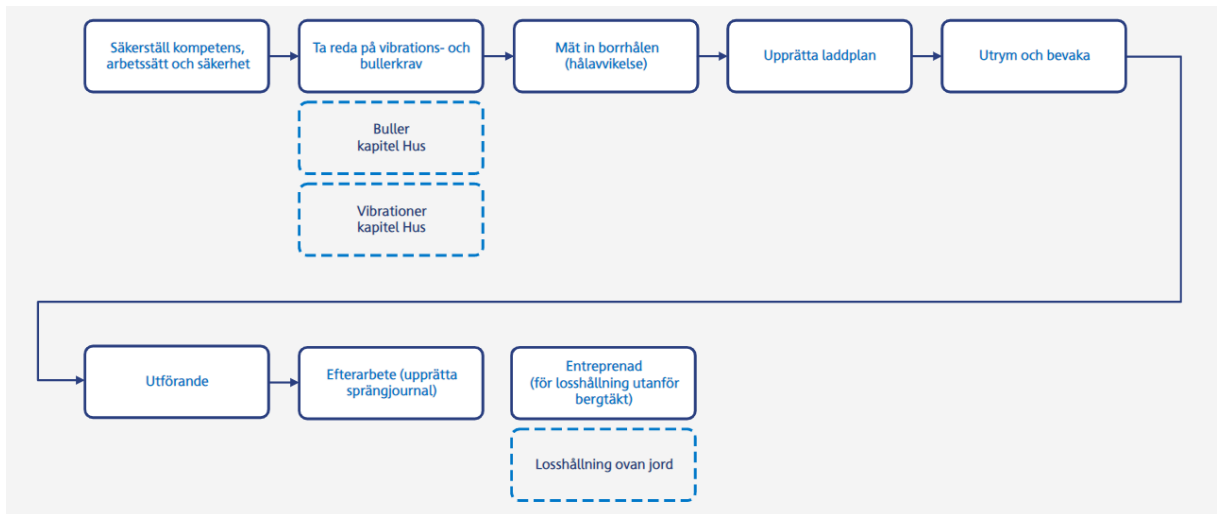 Säkerställ kompetens,
arbetssätt och säkerhet
Ta reda på vibrations- och
bullerkrav
Mät in borrhålen
(hålavvikelse)
Upprätta laddplan
Utrym och bevaka
Buller
kapitel Hus
Vibrationer
kapitel Hus
Utförande
Efterarbete (upprätta
sprängjournal)
Entreprenad
(för losshållning utanför
bergtäkt)
Losshållning ovan jord